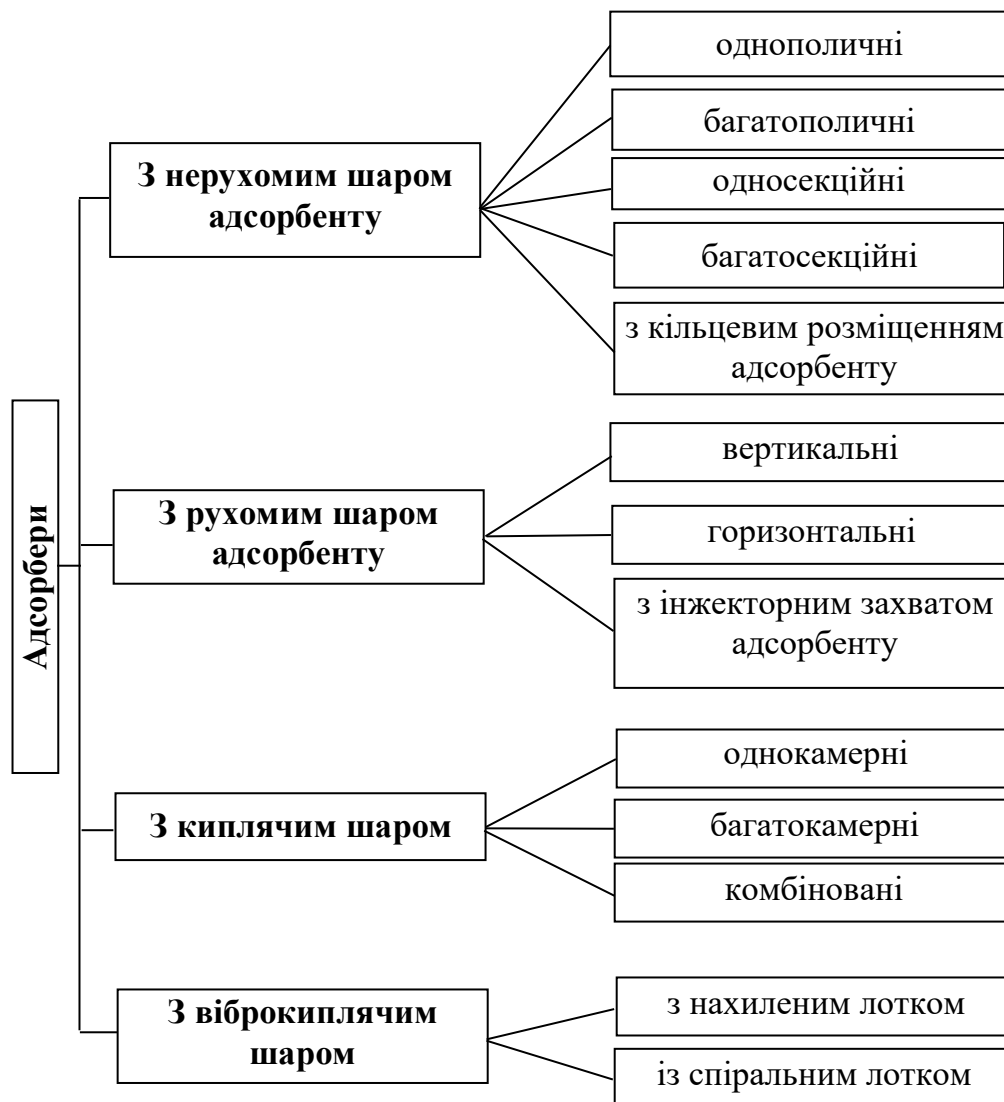 Адсорбери
З нерухомим шаром
адсорбенту
однополичні
багатополичні
односекційні
багатосекційні
з кільцевим розміщенням
адсорбенту
З рухомим шаром
адсорбенту
вертикальні
горизонтальні
з інжекторним захватом
адсорбенту
З киплячим шаром
однокамерні
багатокамерні
комбіновані
З віброкиплячим
шаром
з нахиленим лотком
із спіральним лотком